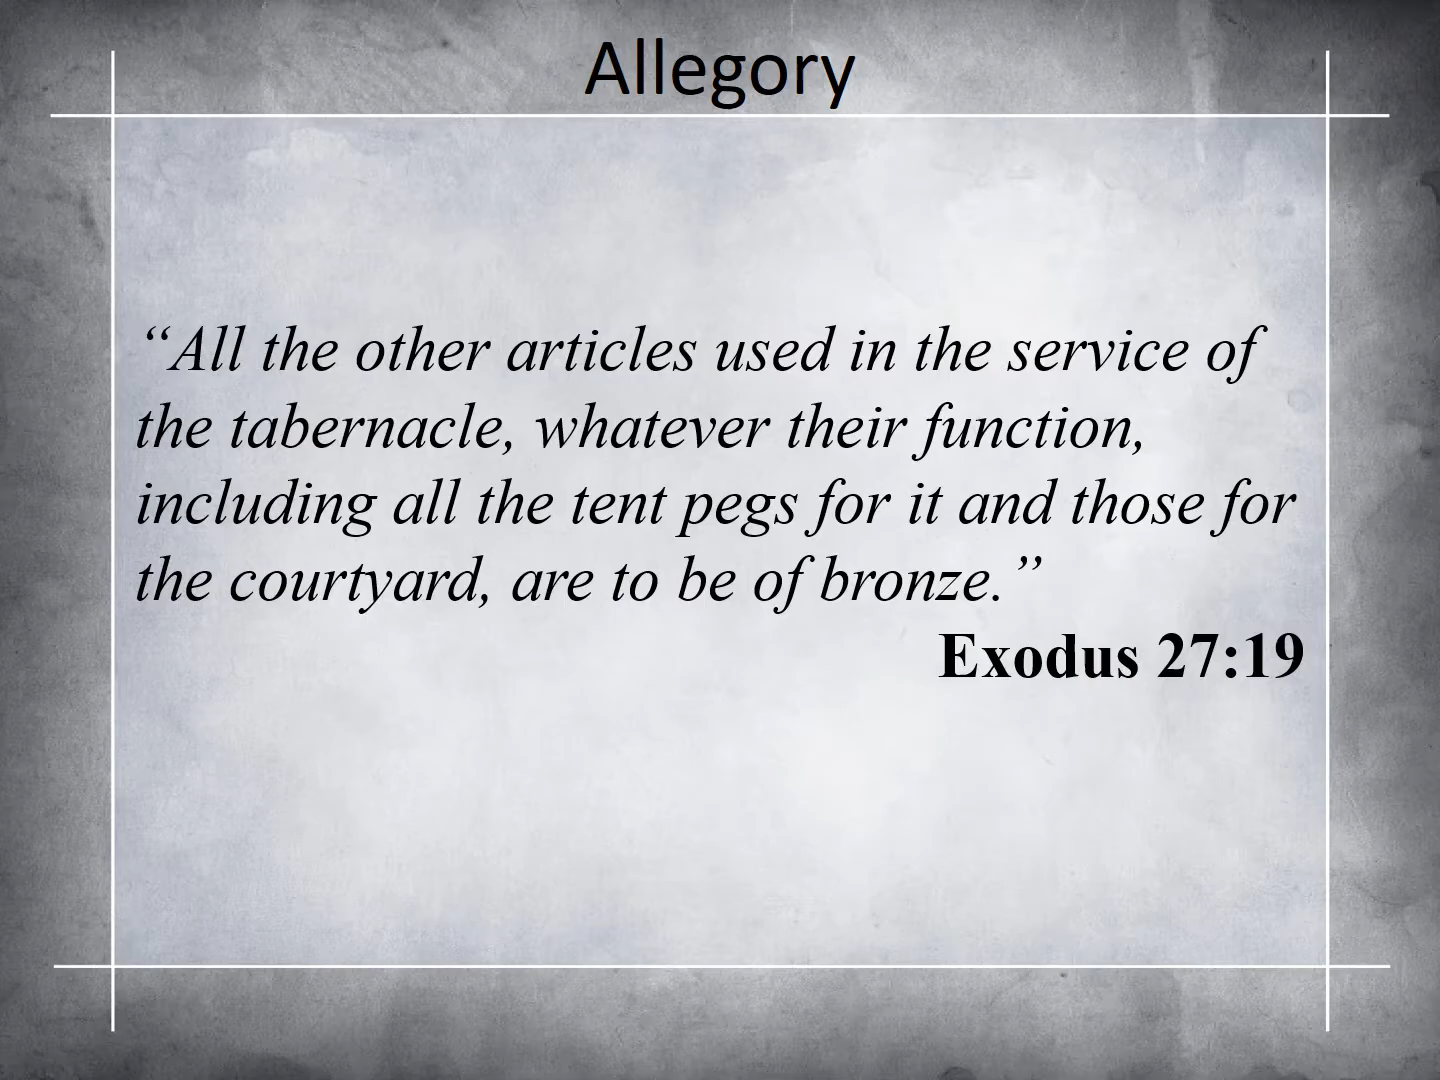 Allegory
“All the other articles used in the service of
the tabernacle, whatever their function,
including all the tent pegs for it and those for
the courtyard, are to be of bronze.”
Exodus 27:19